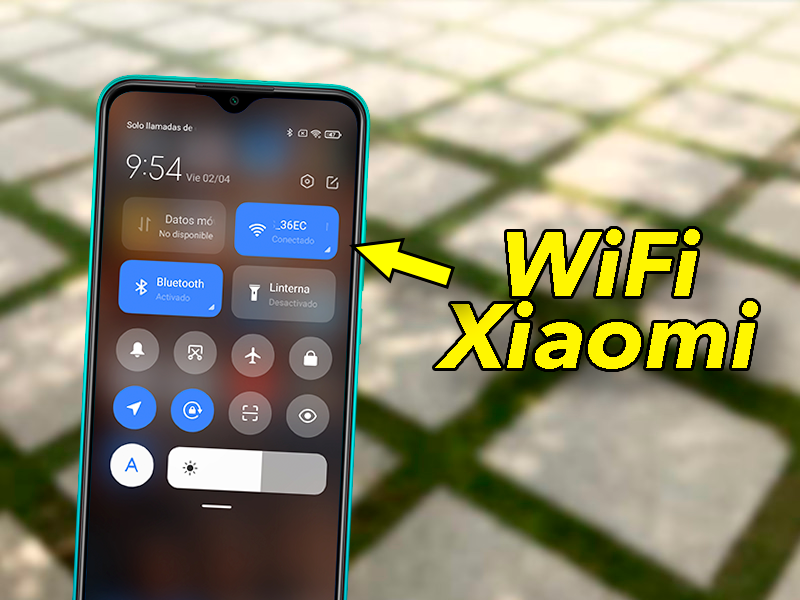 Solo llamadas de
47
9:54 Vie 02/04
Datos mó
No disponible
_36EC
Conectado
Bluetooth
Activado
Linterna
Desactivado
A
WiFi
Xiaomi